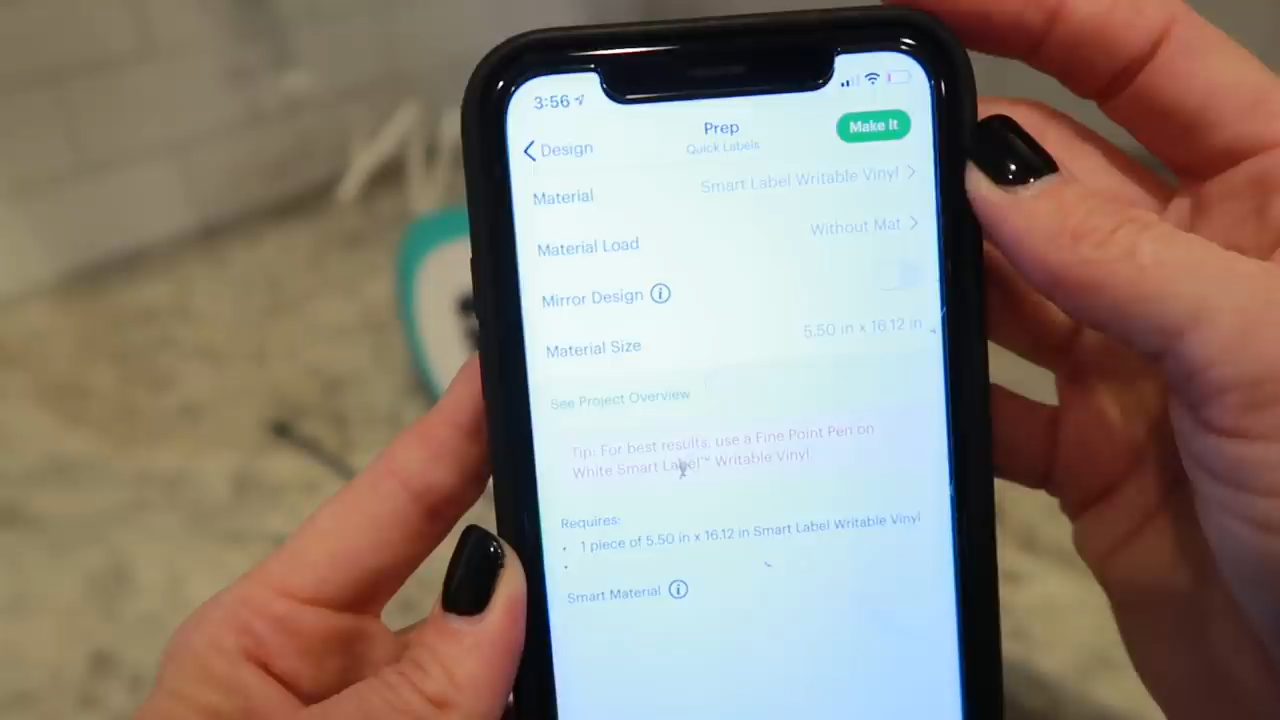 3:56
Design
Prep
Quick Labels
Make It
Material
Smart Label Writable Vinyl
Material Load
Without Mat
Mirror Design
Material Size
5.50 in x 16.12 in
See Project Overview
Tip: For best results, use a Fine Point Pen on
White Smart Label™ Writable Vinyl.
Requires:
• 1 piece of 5.50 in x 16.12 in Smart Label Writable Vinyl
•
Smart Material